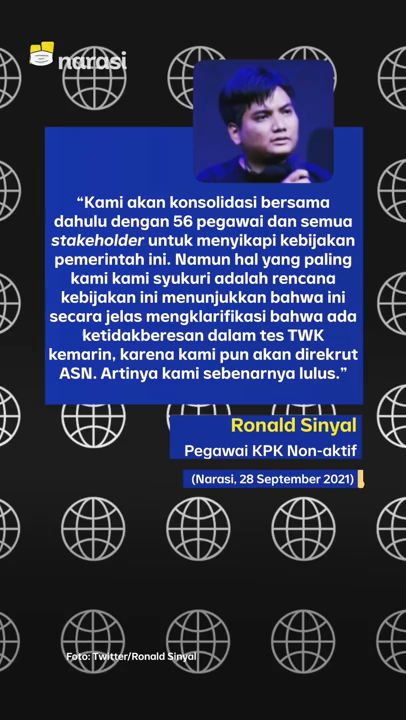 narasi
“Kami akan konsolidasi bersama
dahulu dengan 56 pegawai dan semua
stakeholder untuk menyikapi kebijakan
pemerintah ini. Namun hal yang paling
kami kami syukuri adalah rencana
kebijakan ini menunjukkan bahwa ini
secara jelas mengklarifikasi bahwa ada
ketidakberesan dalam tes TWK
kemarin, karena kami pun akan direkrut
ASN. Artinya kami sebenarnya lulus.”
Ronald Sinyal
Pegawai KPK Non-aktif
(Narasi, 28 September 2021)
Foto: Twitter/Ronald Sinyal